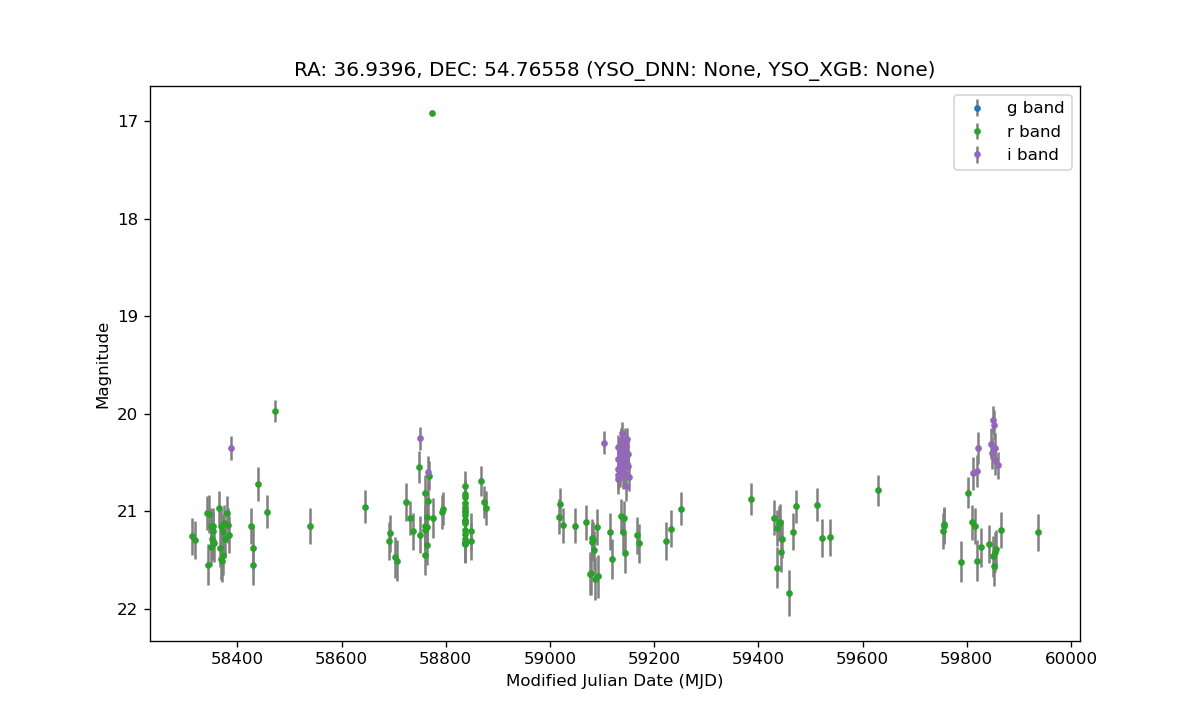 RA: 36.9396, DEC: 54.76558 (YSO_DNN: None, YSO_XGB: None)
g band
r band
i band
17
18
19
20
21
22
Magnitude
58400 58600 58800 59000 59200 59400 59600 59800 60000
Modified Julian Date (MJD)